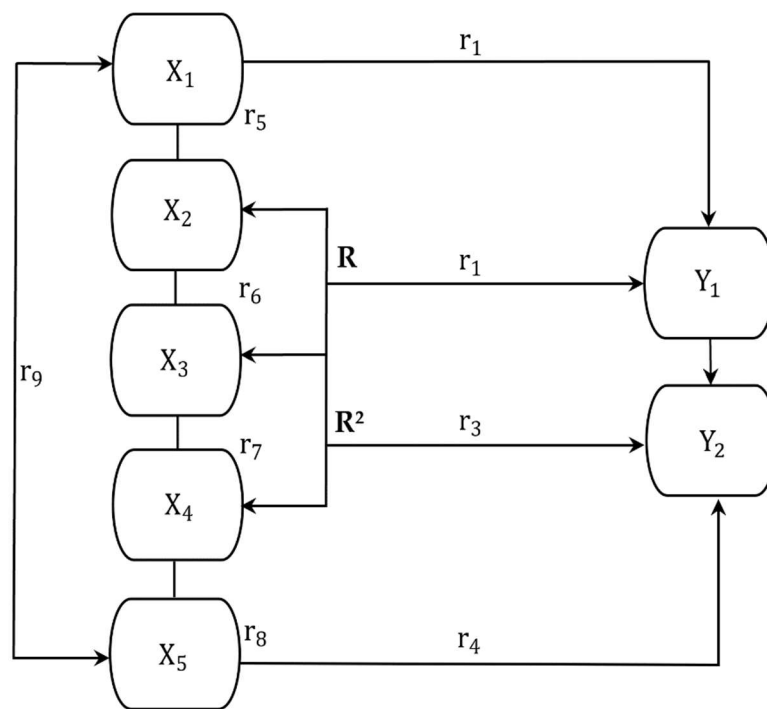 r₁
X₁
r₅
X₂
R
r₁
Y₁
r₆
X₃
r₉
R²
r₃
Y₂
r₇
X₄
r₈
r₄
X₅